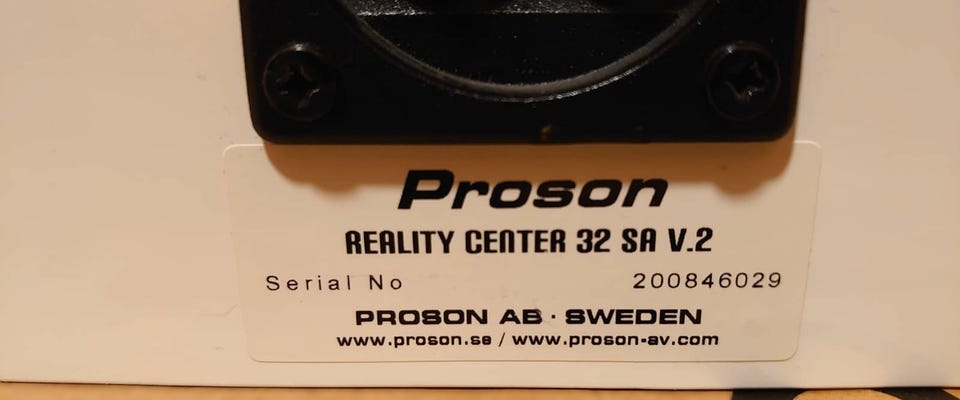 Proson
REALITY CENTER 32 SA V.2
Serial No 200846029
PROSON AB · SWEDEN
www.proson.se / www.proson-av.com